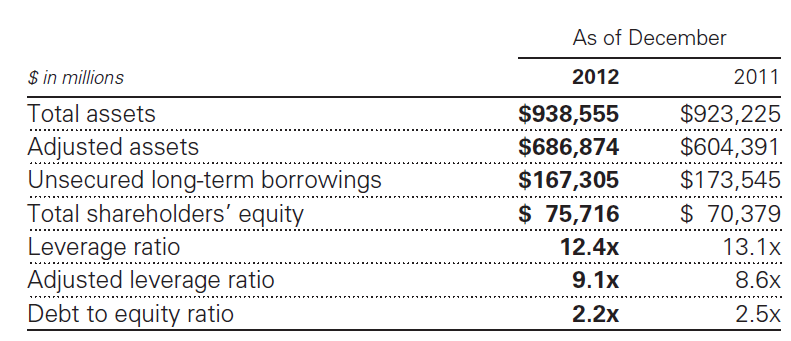 As of December
$ in millions 2012 2011
Total assets $938,555 $923,225
Adjusted assets $686,874 $604,391
Unsecured long-term borrowings $167,305 $173,545
Total shareholders’ equity $ 75,716 $ 70,379
Leverage ratio 12.4x 13.1x
Adjusted leverage ratio 9.1x 8.6x
Debt to equity ratio 2.2x 2.5x